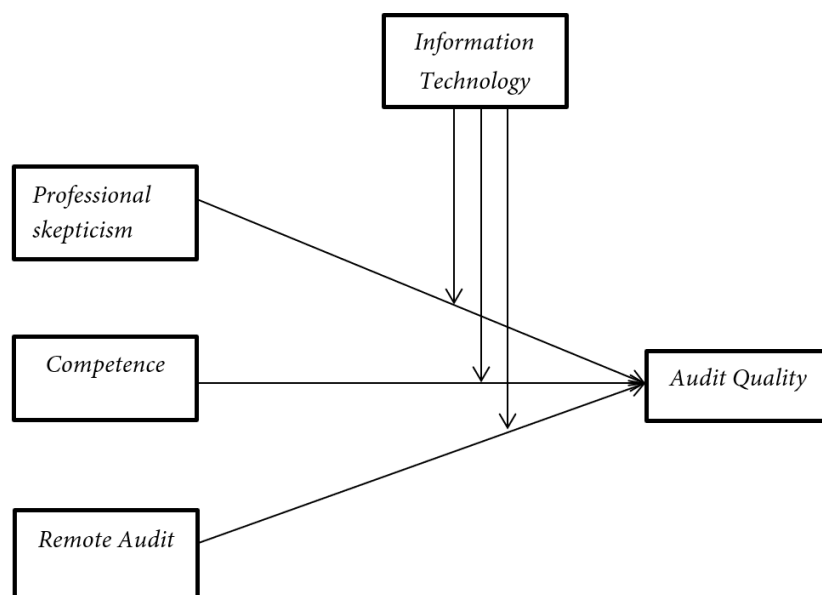 Information
Technology
Professional
skepticism
Competence
Audit Quality
Remote Audit